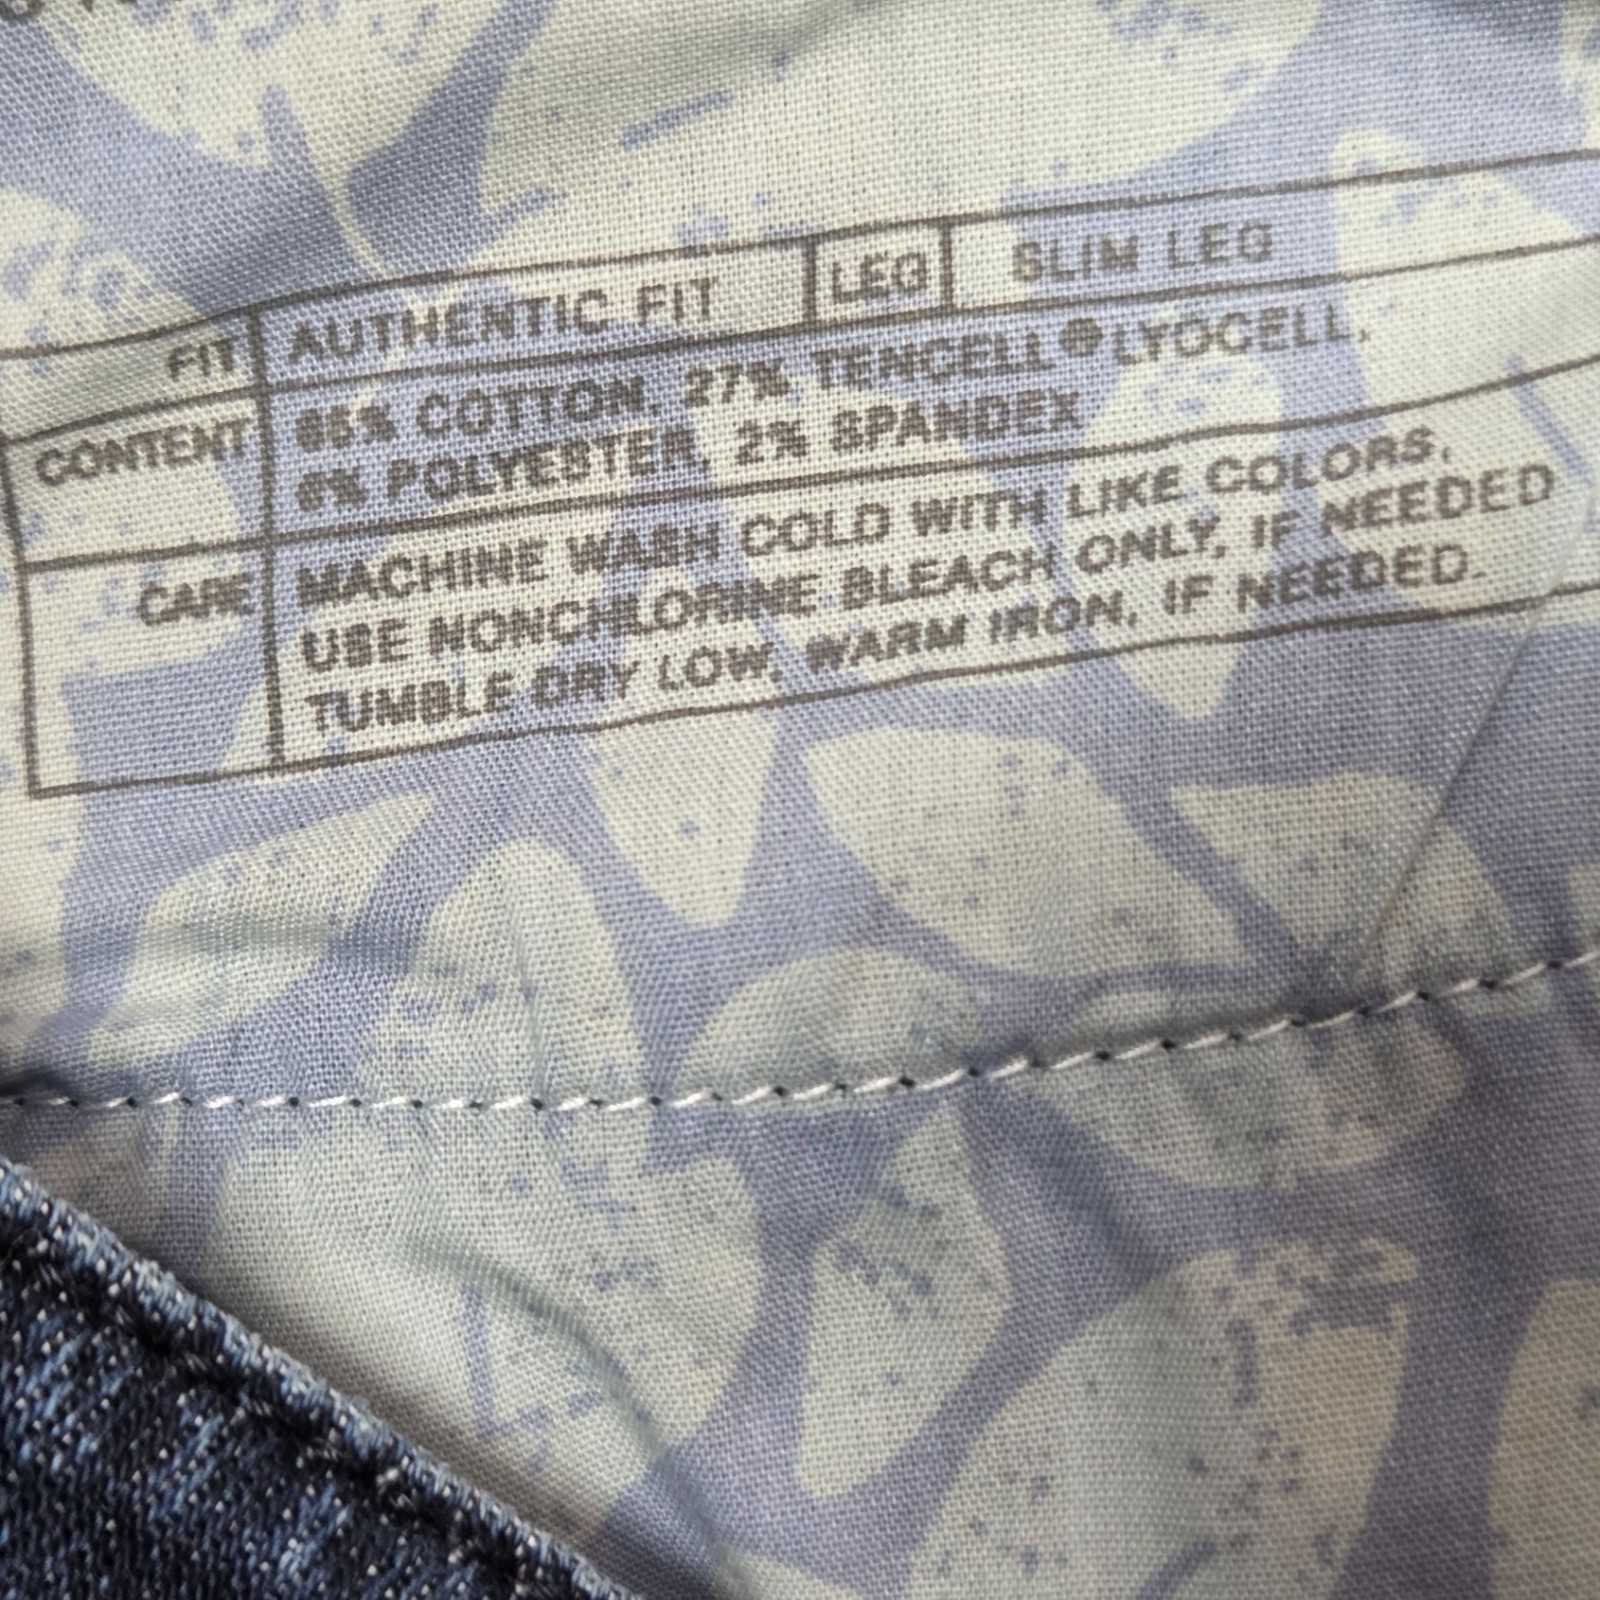 FIT AUTHENTIC FIT LEG SLIM LEG
CONTENT 65% COTTON, 27% TENCELL® LYOCELL,
6% POLYESTER, 2% SPANDEX
CARE MACHINE WASH COLD WITH LIKE COLORS,
USE NONCHLORINE BLEACH ONLY, IF NEEDED
TUMBLE DRY LOW, WARM IRON, IF NEEDED.